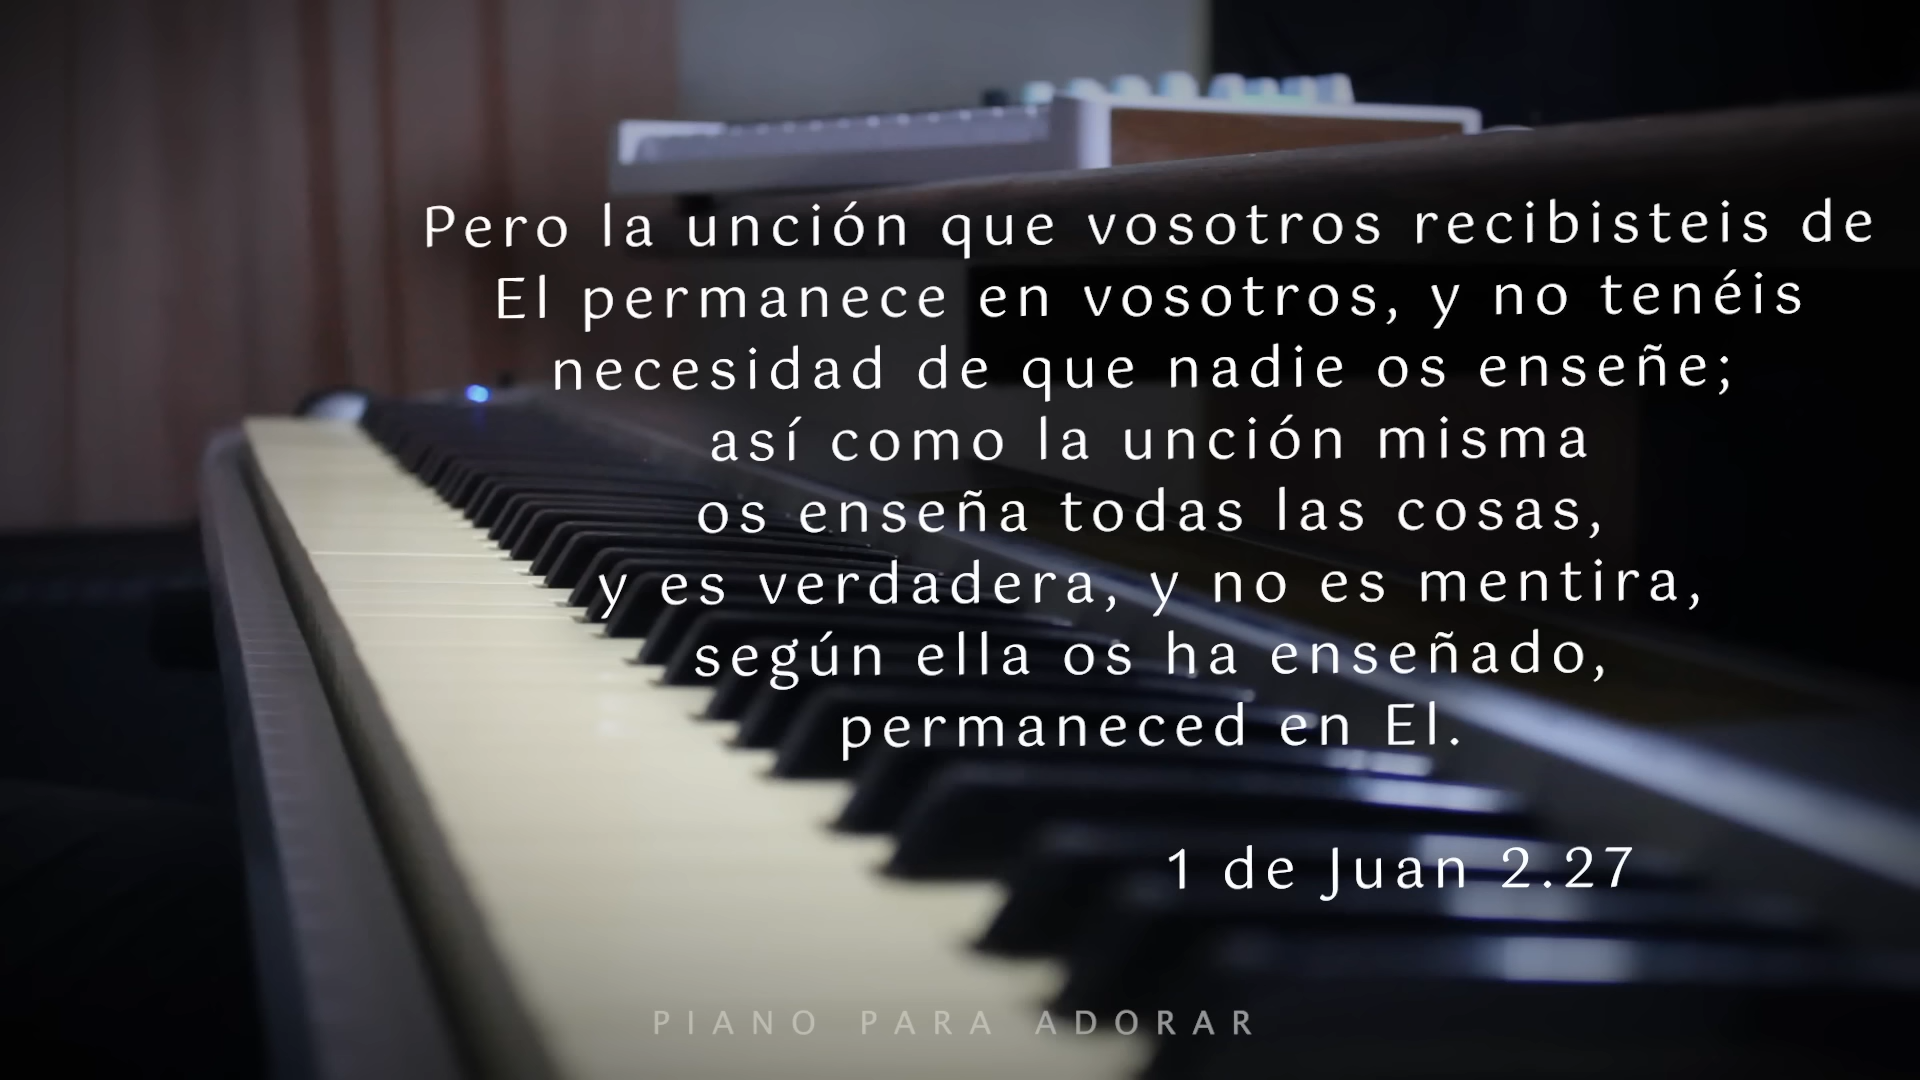 Pero la unción que vosotros recibisteis de
El permanece en vosotros, y no tenéis
necesidad de que nadie os enseñe;
así como la unción misma
os enseña todas las cosas,
y es verdadera, y no es mentira,
según ella os ha enseñado,
permaneced en El.
1 de Juan 2.27
PIANO PARA ADORAR